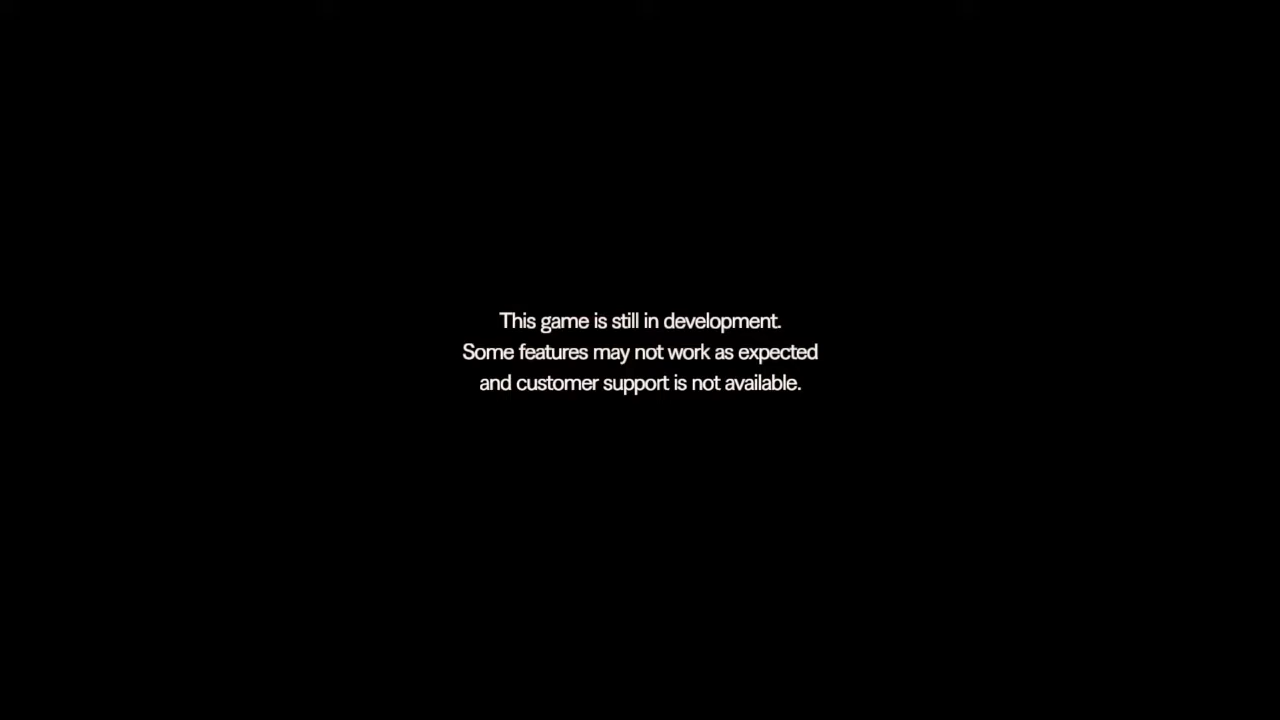 This game is still in development.
Some features may not work as expected
and customer support is not available.